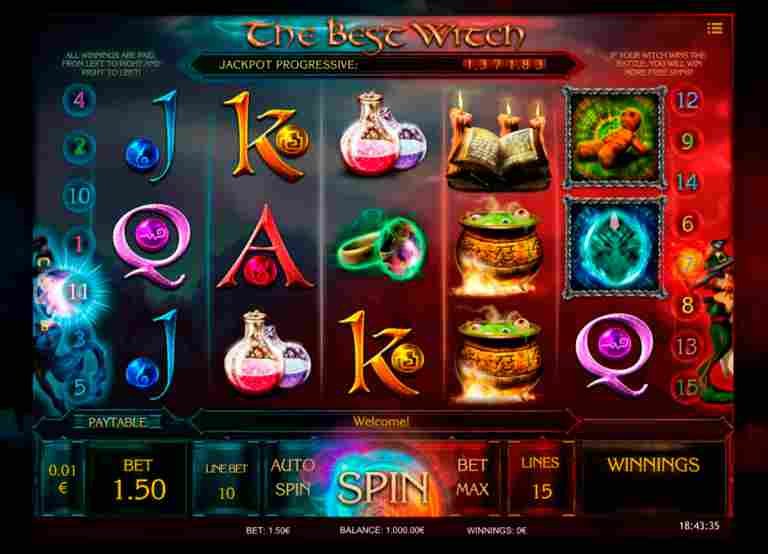 The Best Witch
ALL WINNINGS ARE PAID
FROM LEFT TO RIGHT AND
RIGHT TO LEFT!
JACKPOT PROGRESSIVE: 1 3 7 1 8 3
IF YOUR WITCH WINS THE
BATTLE, YOU WILL WIN
MORE FREE SPINS!
4
J
K
12
2
9
10
14
1
Q
A
6
11
7
3
8
J
K
Q
13
5
15
PAYTABLE
Welcome!
0.01
€
BET
1.50
LINE BET
10
AUTO
SPIN
SPIN
BET
MAX
LINES
15
WINNINGS
BET: 1.50€
BALANCE: 1,000.00€
WINNINGS: 0€
18:43:35